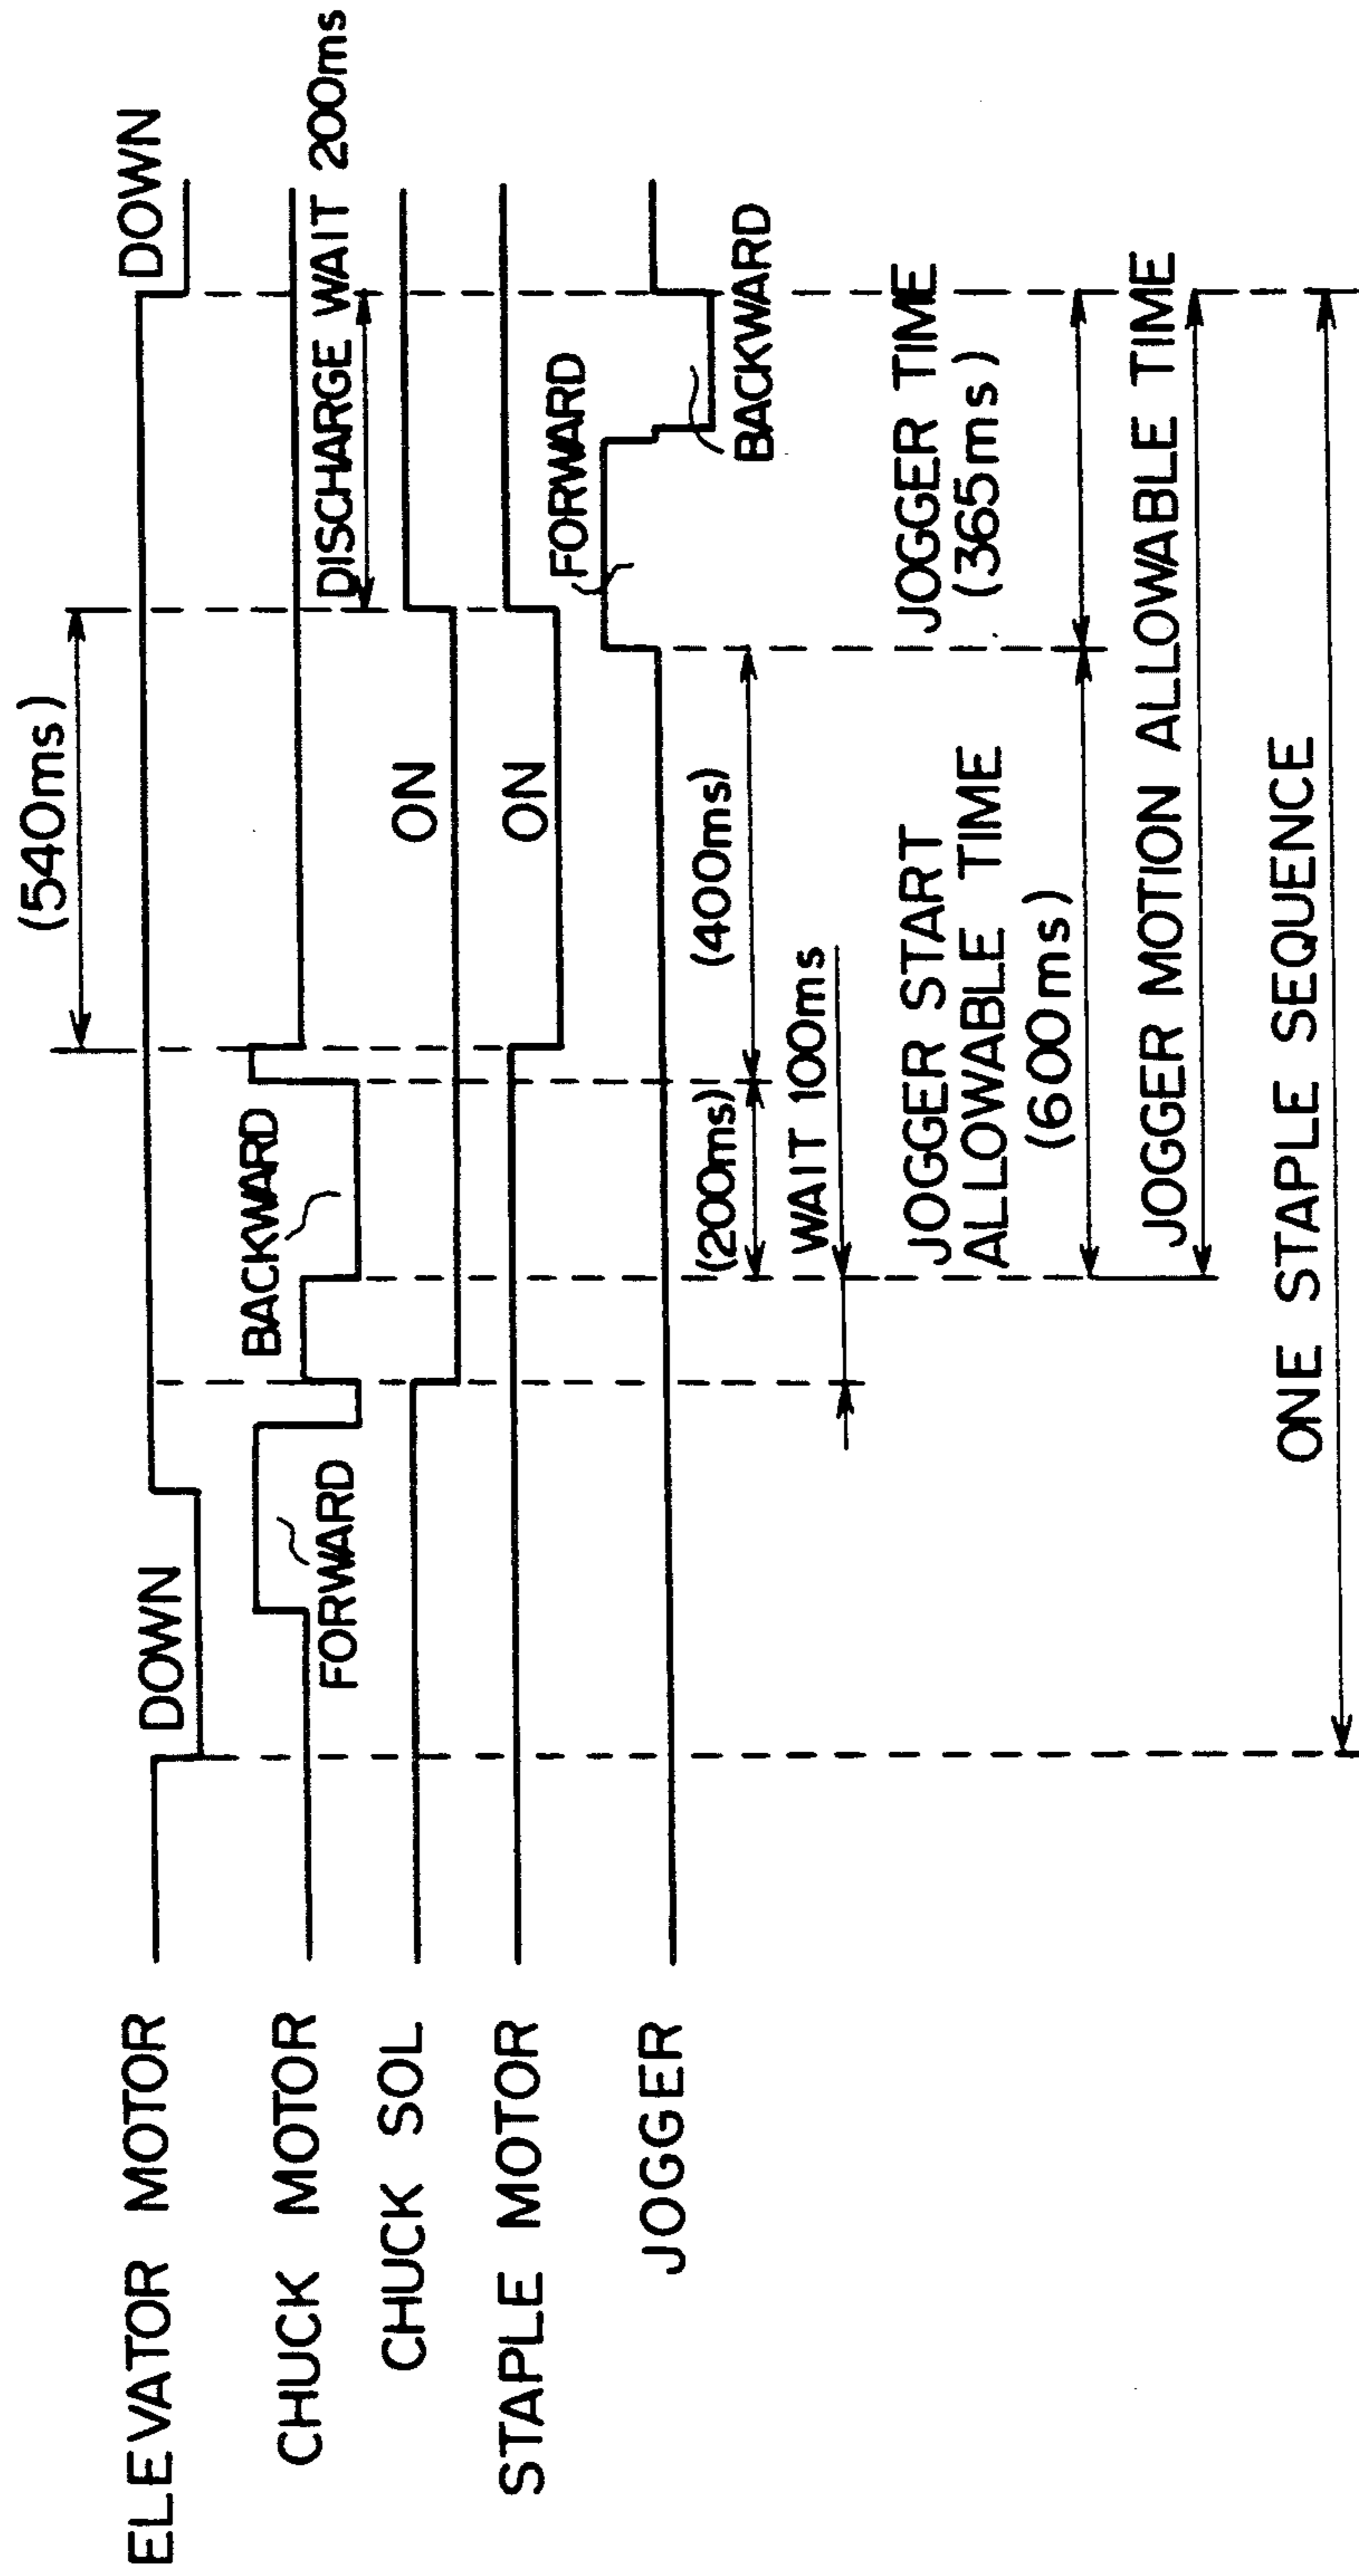 ELEVATOR MOTOR
CHUCK MOTOR
CHUCK SOL
STAPLE MOTOR
JOGGER
(540ms)
DOWN
DOWN
FORWARD
BACKWARD
DISCHARGE WAIT 200ms
ON
ON
FORWARD
BACKWARD
(200ms)
(400ms)
WAIT 100ms
JOGGER START
ALLOWABLE TIME
(600ms)
JOGGER TIME
(365ms)
JOGGER MOTION ALLOWABLE TIME
ONE STAPLE SEQUENCE